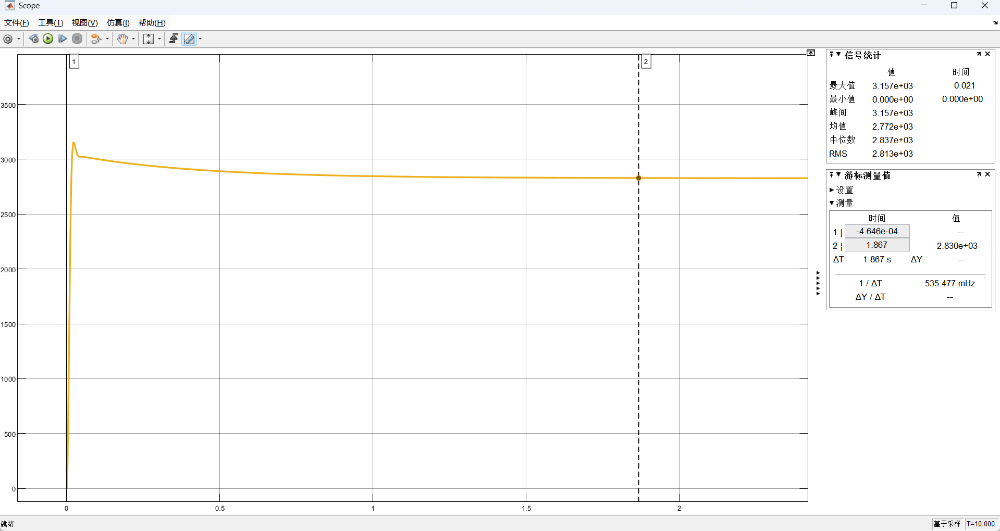 Scope
文件(F) 工具(T) 视图(V) 仿真(I) 帮助(H)
1
2
3500
3000
2500
2000
1500
1000
500
0
0 0.5 1 1.5 2
信号统计
值 时间
最大值 3.157e+03 0.021
最小值 0.000e+00 0.000e+00
峰间 3.157e+03
均值 2.772e+03
中位数 2.837e+03
RMS 2.813e+03
游标测量值
设置
测量
时间 值
1 | -4.646e-04 --
2 ¦ 1.867 2.830e+03
ΔT 1.867 s ΔY --
1 / ΔT 535.477 mHz
ΔY / ΔT --
就绪 基于采样 T=10.000